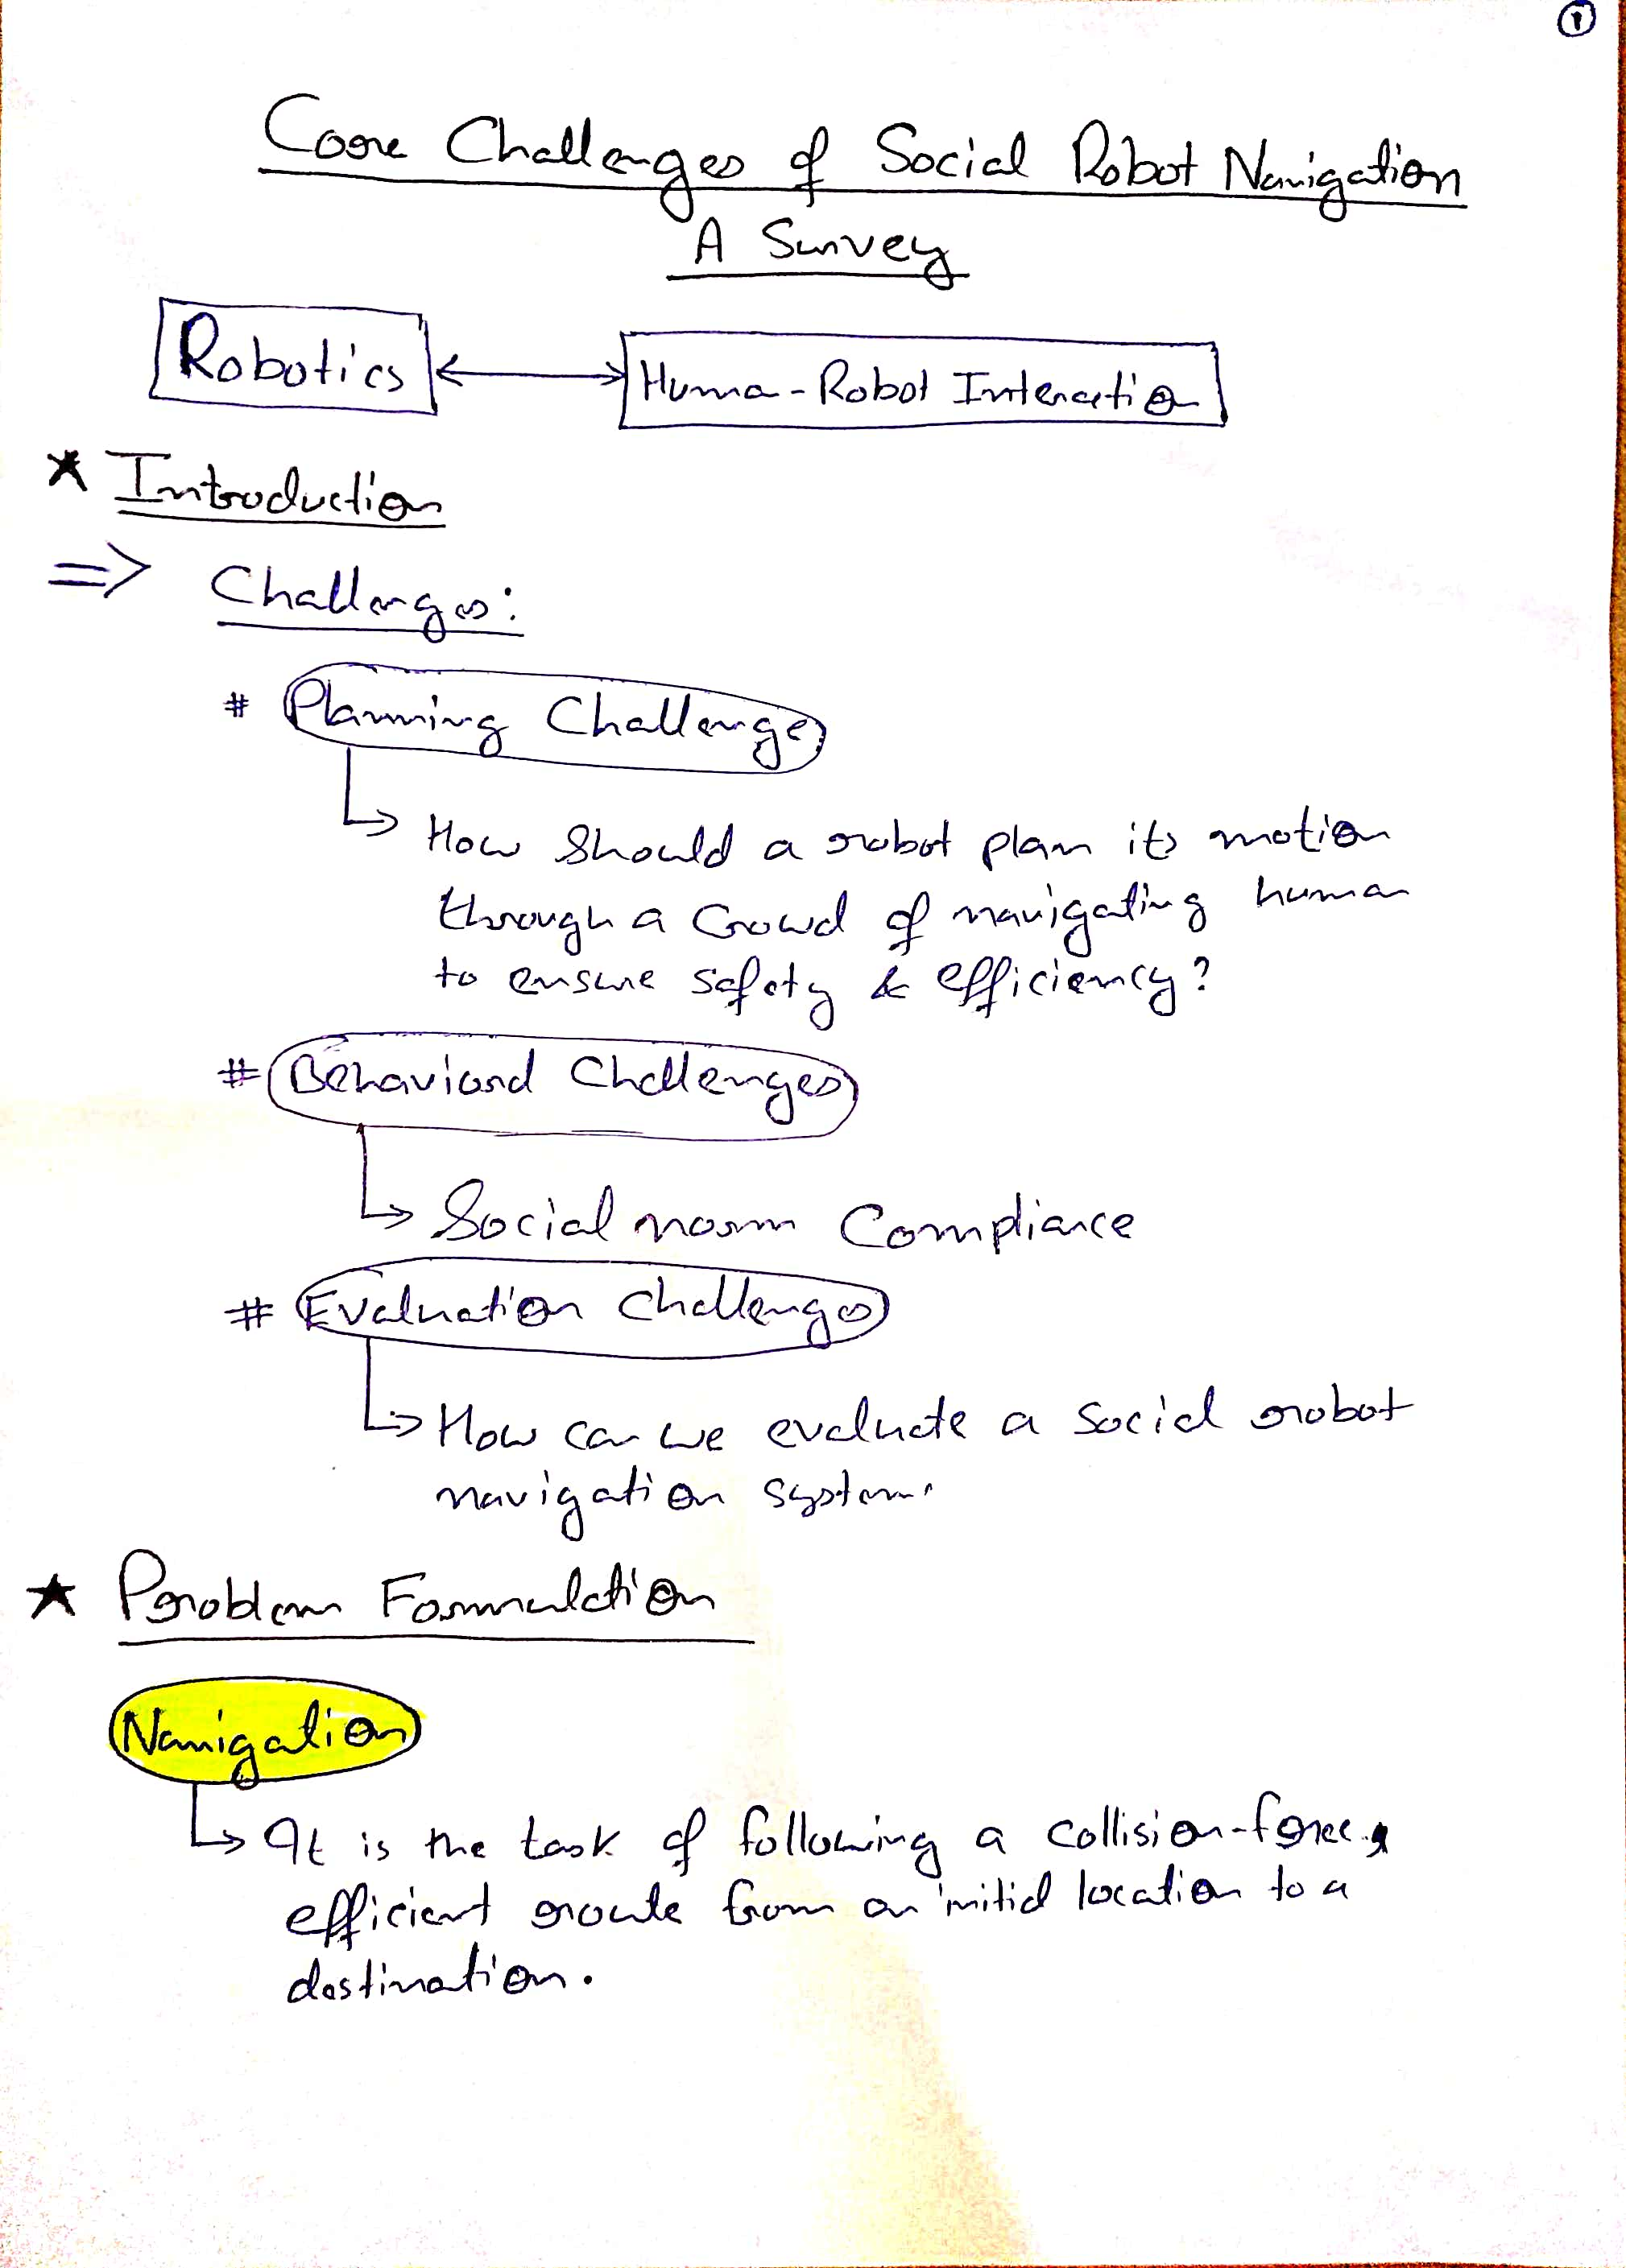 ①
Core Challenges of Social Robot Navigation
A Survey
Robotics
Human-Robot Interaction
* Introduction
⇒ Challenges:
# Planning Challenges
↳ How should a robot plan its motion
through a crowd of navigating human
to ensure safety & efficiency?
# Behavioral Challenges
↳ Social norm Compliance
# Evaluation Challenges
↳ How can we evaluate a social robot
navigation system.
★ Problem Formulation
Navigation
↳ It is the task of following a collision-free,
efficient route from an initial location to a
destination.